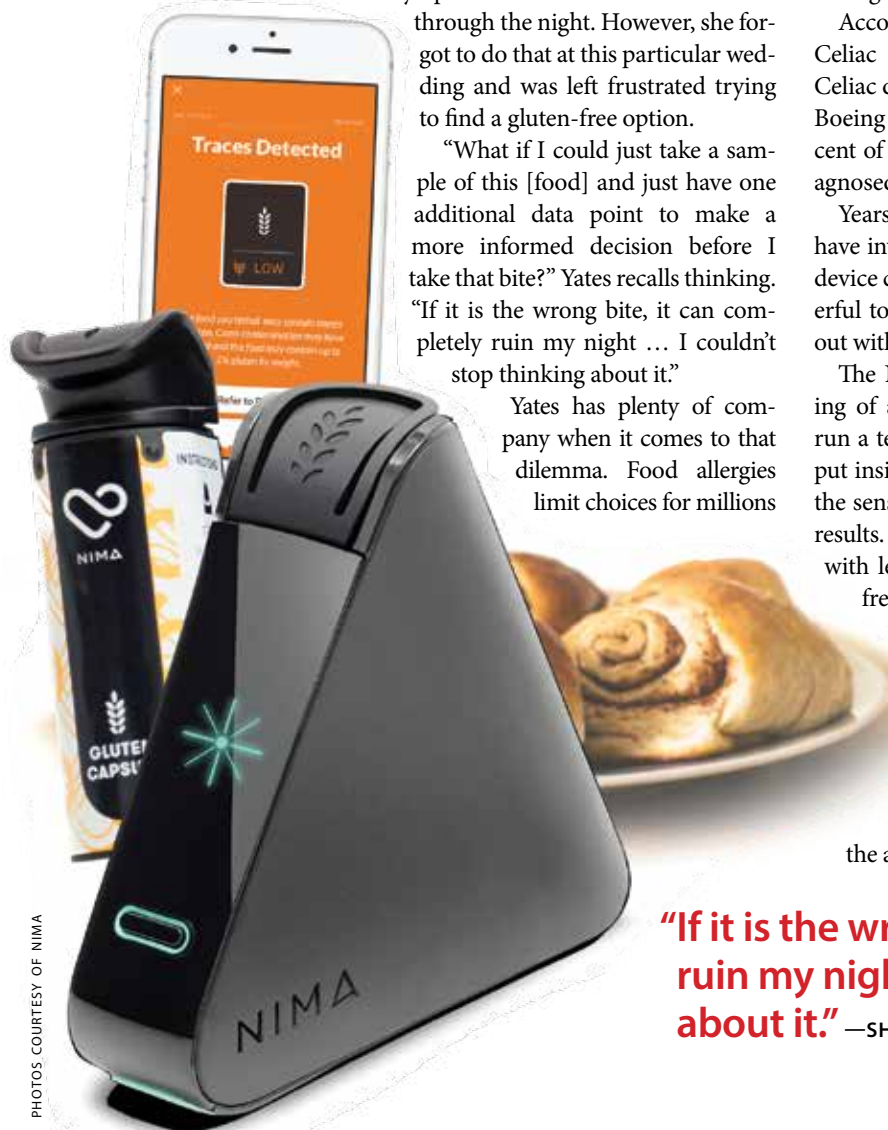 through the night. However, she for-
got to do that at this particular wed-
ding and was left frustrated trying
to find a gluten-free option.
“What if I could just take a sam-
ple of this [food] and just have one
additional data point to make a
more informed decision before I
take that bite?” Yates recalls thinking.
“If it is the wrong bite, it can com-
pletely ruin my night … I couldn’t
stop thinking about it.”
Yates has plenty of com-
pany when it comes to that
dilemma. Food allergies
limit choices for millions
Acco
Celiac
Celiac d
Boeing
cent of
agnosed
Years
have in
device c
erful to
out with
The
ing of a
run a te
put insi
the sens
results.
with le
fre
the a
“If it is the wr
ruin my nigh
about it.” —SH
Traces Detected
LOW
NIMA
GLUTEN
CAPSU
NIMA
PHOTOS COURTESY OF NIMA